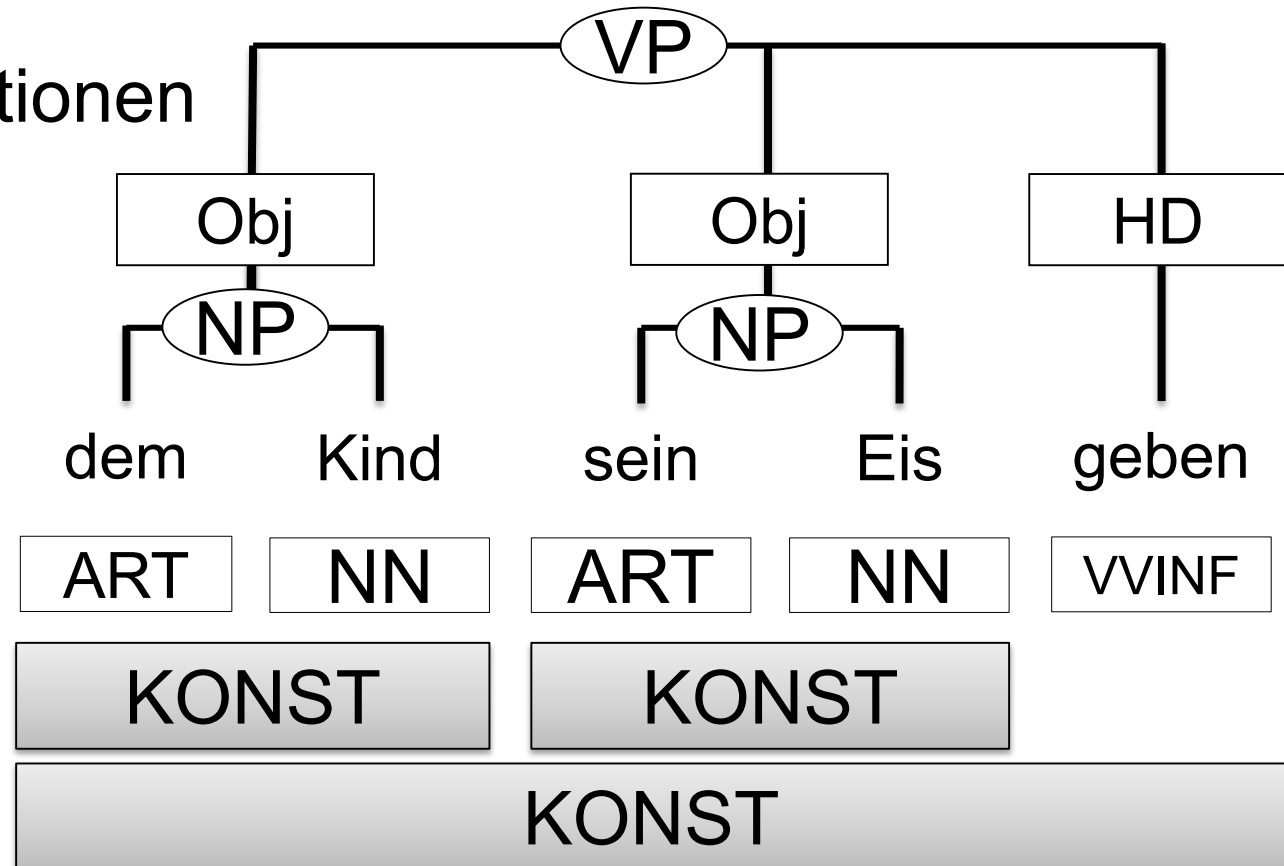 VP
tionen
Obj Obj HD
NP NP
dem Kind sein Eis geben
ART NN ART NN VVINF
KONST KONST
KONST